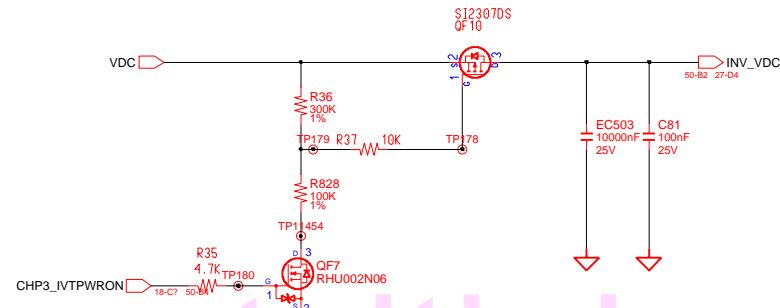 SI2307DS
QF10
VDC
2
S
D
3
INV_VDC
50-B2 27-D4
1
G
R36
300K
1%
TP179
R37
10K
TP178
EC503
10000nF
25V
C81
100nF
25V
R828
100K
1%
TP11454
D
3
R35
4.7K
TP180
QF7
RHU002N06
G
1
S
CHP3_IVTPWRON
18-C? 50-B4